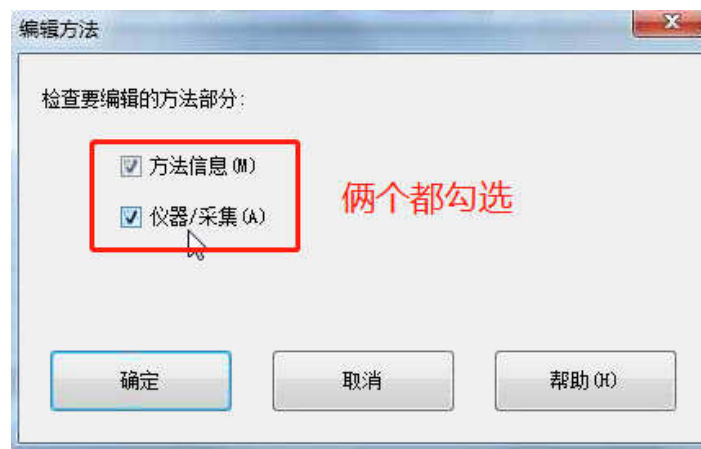 编辑方法
检查要编辑的方法部分:
方法信息(M)
仪器/采集(A)
俩个都勾选
确定
取消
帮助(H)